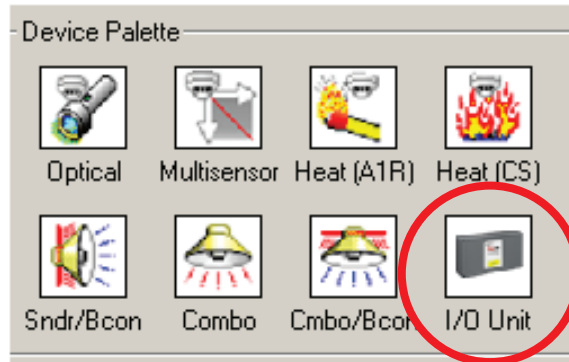 Device Palette
Optical Multisensor Heat (A1R) Heat (CS)
Sndr/Bcon Combo Cmbo/Bcon I/O Unit